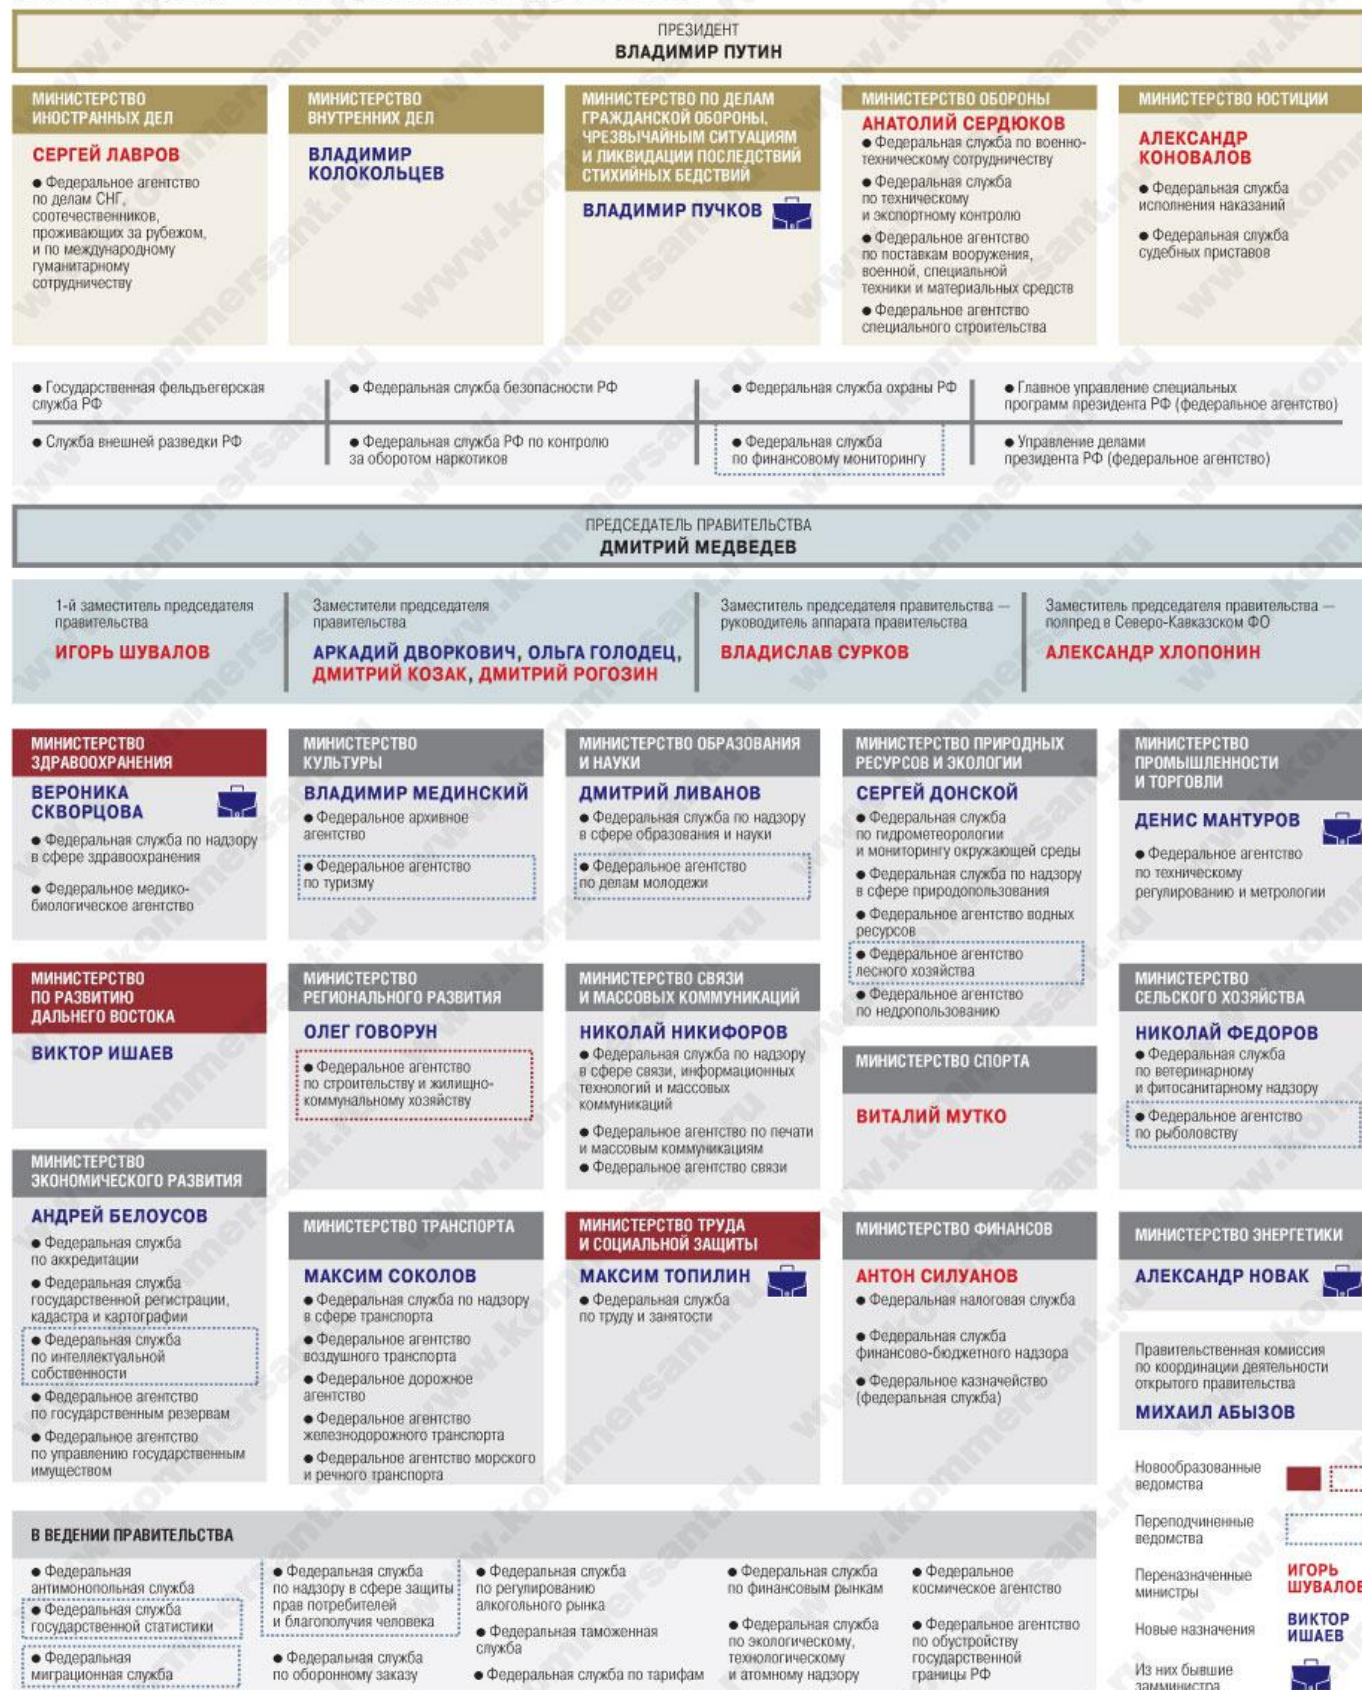 ПРЕЗИДЕНТ
ВЛАДИМИР ПУТИН
МИНИСТЕРСТВО
ИНОСТРАННЫХ ДЕЛ
СЕРГЕЙ ЛАВРОВ
● Федеральное агентство
по делам СНГ,
соотечественников,
проживающих за рубежом,
и по международному
гуманитарному
сотрудничеству
МИНИСТЕРСТВО
ВНУТРЕННИХ ДЕЛ
ВЛАДИМИР
КОЛОКОЛЬЦЕВ
МИНИСТЕРСТВО ПО ДЕЛАМ
ГРАЖДАНСКОЙ ОБОРОНЫ,
ЧРЕЗВЫЧАЙНЫМ СИТУАЦИЯМ
И ЛИКВИДАЦИИ ПОСЛЕДСТВИЙ
СТИХИЙНЫХ БЕДСТВИЙ
ВЛАДИМИР ПУЧКОВ
МИНИСТЕРСТВО ОБОРОНЫ
АНАТОЛИЙ СЕРДЮКОВ
● Федеральная служба по военно-
техническому сотрудничеству
● Федеральная служба
по техническому
и экспортному контролю
● Федеральное агентство
по поставкам вооружения,
военной, специальной
техники и материальных средств
● Федеральное агентство
специального строительства
МИНИСТЕРСТВО ЮСТИЦИИ
АЛЕКСАНДР
КОНОВАЛОВ
● Федеральная служба
исполнения наказаний
● Федеральная служба
судебных приставов
● Государственная фельдъегерская
служба РФ
● Федеральная служба безопасности РФ
● Федеральная служба охраны РФ
● Главное управление специальных
программ президента РФ (федеральное агентство)
● Служба внешней разведки РФ
● Федеральная служба РФ по контролю
за оборотом наркотиков
● Федеральная служба
по финансовому мониторингу
● Управление делами
президента РФ (федеральное агентство)
ПРЕДСЕДАТЕЛЬ ПРАВИТЕЛЬСТВА
ДМИТРИЙ МЕДВЕДЕВ
1-й заместитель председателя
правительства
ИГОРЬ ШУВАЛОВ
Заместители председателя
правительства
АРКАДИЙ ДВОРКОВИЧ, ОЛЬГА ГОЛОДЕЦ,
ДМИТРИЙ КОЗАК, ДМИТРИЙ РОГОЗИН
Заместитель председателя правительства —
руководитель аппарата правительства
ВЛАДИСЛАВ СУРКОВ
Заместитель председателя правительства —
полпред в Северо-Кавказском ФО
АЛЕКСАНДР ХЛОПОНИН
МИНИСТЕРСТВО
ЗДРАВООХРАНЕНИЯ
ВЕРОНИКА
СКВОРЦОВА
● Федеральная служба по надзору
в сфере здравоохранения
● Федеральное медико-
биологическое агентство
МИНИСТЕРСТВО
КУЛЬТУРЫ
ВЛАДИМИР МЕДИНСКИЙ
● Федеральное архивное
агентство
● Федеральное агентство
по туризму
МИНИСТЕРСТВО ОБРАЗОВАНИЯ
И НАУКИ
ДМИТРИЙ ЛИВАНОВ
● Федеральная служба по надзору
в сфере образования и науки
● Федеральное агентство
по делам молодежи
МИНИСТЕРСТВО ПРИРОДНЫХ
РЕСУРСОВ И ЭКОЛОГИИ
СЕРГЕЙ ДОНСКОЙ
● Федеральная служба
по гидрометеорологии
и мониторингу окружающей среды
● Федеральная служба по надзору
в сфере природопользования
● Федеральное агентство водных
ресурсов
● Федеральное агентство
лесного хозяйства
● Федеральное агентство
по недропользованию
МИНИСТЕРСТВО
ПРОМЫШЛЕННОСТИ
И ТОРГОВЛИ
ДЕНИС МАНТУРОВ
● Федеральное агентство
по техническому
регулированию и метрологии
МИНИСТЕРСТВО
ПО РАЗВИТИЮ
ДАЛЬНЕГО ВОСТОКА
ВИКТОР ИШАЕВ
МИНИСТЕРСТВО
РЕГИОНАЛЬНОГО РАЗВИТИЯ
ОЛЕГ ГОВОРУН
● Федеральное агентство
по строительству и жилищно-
коммунальному хозяйству
МИНИСТЕРСТВО СВЯЗИ
И МАССОВЫХ КОММУНИКАЦИЙ
НИКОЛАЙ НИКИФОРОВ
● Федеральная служба по надзору
в сфере связи, информационных
технологий и массовых
коммуникаций
● Федеральное агентство по печати
и массовым коммуникациям
● Федеральное агентство связи
МИНИСТЕРСТВО СПОРТА
ВИТАЛИЙ МУТКО
МИНИСТЕРСТВО
СЕЛЬСКОГО ХОЗЯЙСТВА
НИКОЛАЙ ФЕДОРОВ
● Федеральная служба
по ветеринарному
и фитосанитарному надзору
● Федеральное агентство
по рыболовству
МИНИСТЕРСТВО
ЭКОНОМИЧЕСКОГО РАЗВИТИЯ
АНДРЕЙ БЕЛОУСОВ
● Федеральная служба
по аккредитации
● Федеральная служба
государственной регистрации,
кадастра и картографии
● Федеральная служба
по интеллектуальной
собственности
● Федеральное агентство
по государственным резервам
● Федеральное агентство
по управлению государственным
имуществом
МИНИСТЕРСТВО ТРАНСПОРТА
МАКСИМ СОКОЛОВ
● Федеральная служба по надзору
в сфере транспорта
● Федеральное агентство
воздушного транспорта
● Федеральное дорожное
агентство
● Федеральное агентство
железнодорожного транспорта
● Федеральное агентство морского
и речного транспорта
МИНИСТЕРСТВО ТРУДА
И СОЦИАЛЬНОЙ ЗАЩИТЫ
МАКСИМ ТОПИЛИН
● Федеральная служба
по труду и занятости
МИНИСТЕРСТВО ФИНАНСОВ
АНТОН СИЛУАНОВ
● Федеральная налоговая служба
● Федеральная служба
финансово-бюджетного надзора
● Федеральное казначейство
(федеральная служба)
МИНИСТЕРСТВО ЭНЕРГЕТИКИ
АЛЕКСАНДР НОВАК
Правительственная комиссия
по координации деятельности
открытого правительства
МИХАИЛ АБЫЗОВ
Новообразованные
ведомства
Переподчиненные
ведомства
Переназначенные
министры
ИГОРЬ
ШУВАЛОВ
Новые назначения
ВИКТОР
ИШАЕВ
Из них бывшие
замминистра
В ВЕДЕНИИ ПРАВИТЕЛЬСТВА
● Федеральная
антимонопольная служба
● Федеральная служба
государственной статистики
● Федеральная
миграционная служба
● Федеральная служба
по надзору в сфере защиты
прав потребителей
и благополучия человека
● Федеральная служба
по оборонному заказу
● Федеральная служба
по регулированию
алкогольного рынка
● Федеральная таможенная
служба
● Федеральная служба по тарифам
● Федеральная служба
по финансовым рынкам
● Федеральная служба
по экологическому,
технологическому
и атомному надзору
● Федеральное
космическое агентство
● Федеральное агентство
по обустройству
государственной
границы РФ
www.kommersant.ru